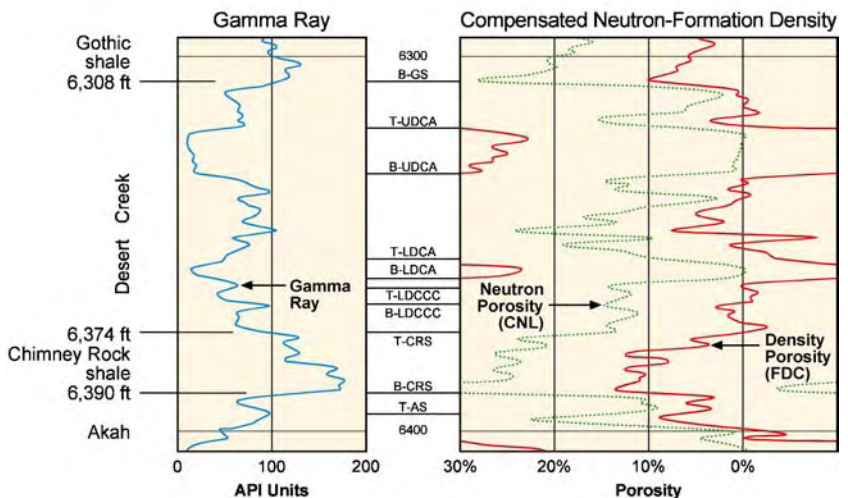 Gamma Ray
Compensated Neutron-Formation Density
Gothic
shale
6,308 ft
Desert Creek
6,374 ft
Chimney Rock
shale
6,390 ft
Akah
6300
B-GS
T-UDCA
B-UDCA
T-LDCA
B-LDCA
T-LDCCC
B-LDCCC
T-CRS
B-CRS
T-AS
6400
Gamma
Ray
Neutron
Porosity
(CNL)
Density
Porosity
(FDC)
0 100 200
API Units
30% 20% 10% 0%
Porosity